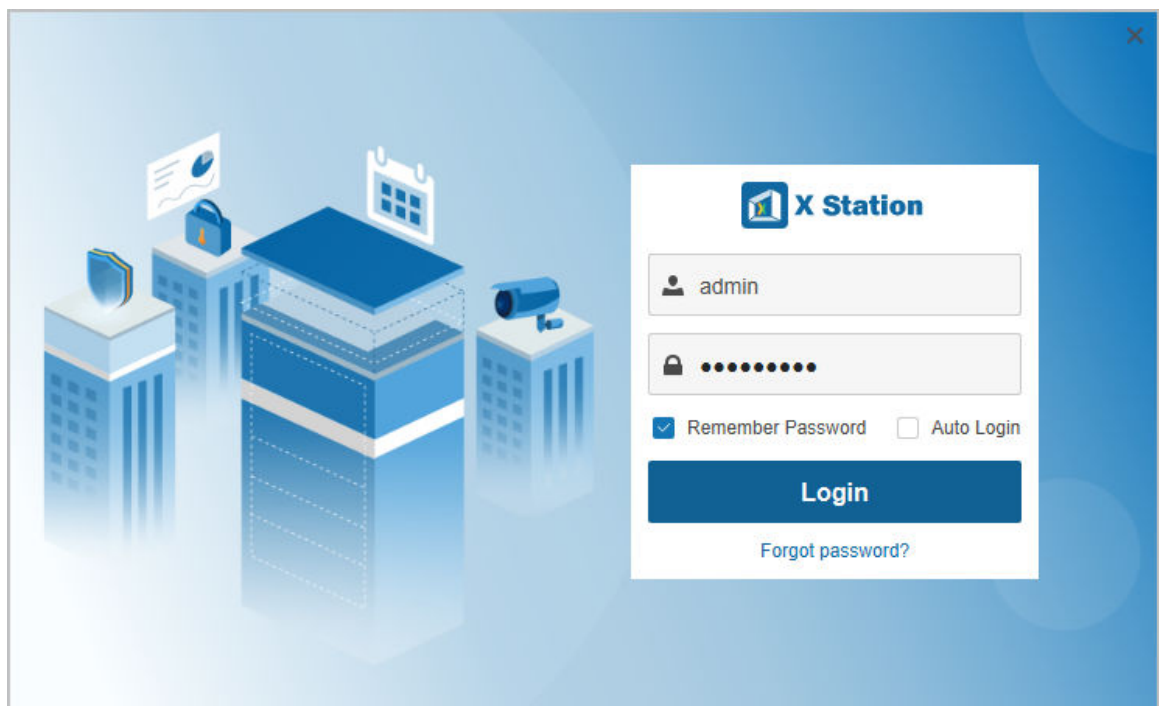 X Station
admin
•••••••••
Remember Password Auto Login
Login
Forgot password?